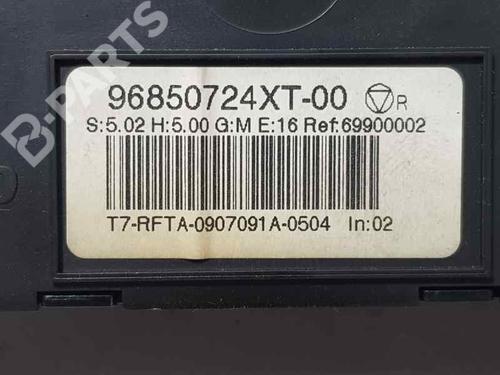 B-PARTS
96850724XT-00 R
S:5.02 H:5.00 G:M E:16 Ref:69900002
T7-RFTA-0907091A-0504 In:02